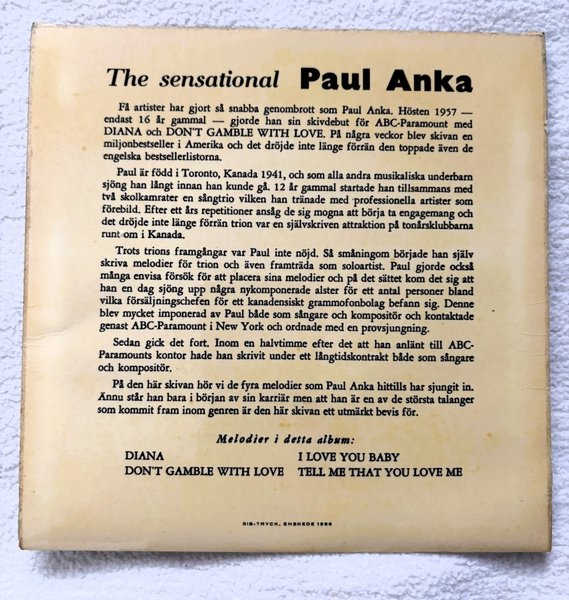 The sensational Paul Anka
Få artister har gjort så snabba genombrott som Paul Anka. Hösten 1957 —
endast 16 år gammal — gjorde han sin skivdebut för ABC-Paramount med
DIANA och DON'T GAMBLE WITH LOVE. På några veckor blev skivan en
miljonbestseller i Amerika och det dröjde inte länge förrän den toppade även de
engelska bestsellerlistorna.
Paul är född i Toronto, Kanada 1941, och som alla andra musikaliska underbarn
sjöng han långt innan han kunde gå. 12 år gammal startade han tillsammans med
två skolkamrater en sångtrio vilken han tränade med professionella artister som
förebild. Efter ett års repetitioner ansåg de sig mogna att börja ta engagemang och
det dröjde inte länge förrän trion var en självskriven attraktion på tonårsklubbarna
runt om i Kanada.
Trots trions framgångar var Paul inte nöjd. Så småningom började han själv
skriva melodier för trion och även framträda som soloartist. Paul gjorde också
många envisa försök för att placera sina melodier och på det sättet kom det sig att
han en dag sjöng upp några nykomponerade alster för ett antal personer bland
vilka försäljningschefen för ett kanadensiskt grammofonbolag befann sig. Denne
blev mycket imponerad av Paul både som sångare och kompositör och kontaktade
genast ABC-Paramount i New York och ordnade med en provsjungning.
Sedan gick det fort. Inom en halvtimme efter det att han anlänt till ABC-
Paramounts kontor hade han skrivit under ett långtidskontrakt både som sångare
och kompositör.
På den här skivan hör vi de fyra melodier som Paul Anka hittills har sjungit in.
Ännu står han bara i början av sin karriär men att han är en av de största talanger
som kommit fram inom genren är den här skivan ett utmärkt bevis för.
Melodier i detta album:
DIANA I LOVE YOU BABY
DON'T GAMBLE WITH LOVE TELL ME THAT YOU LOVE ME
SIB-TRYCK, ENSKEDE 1958